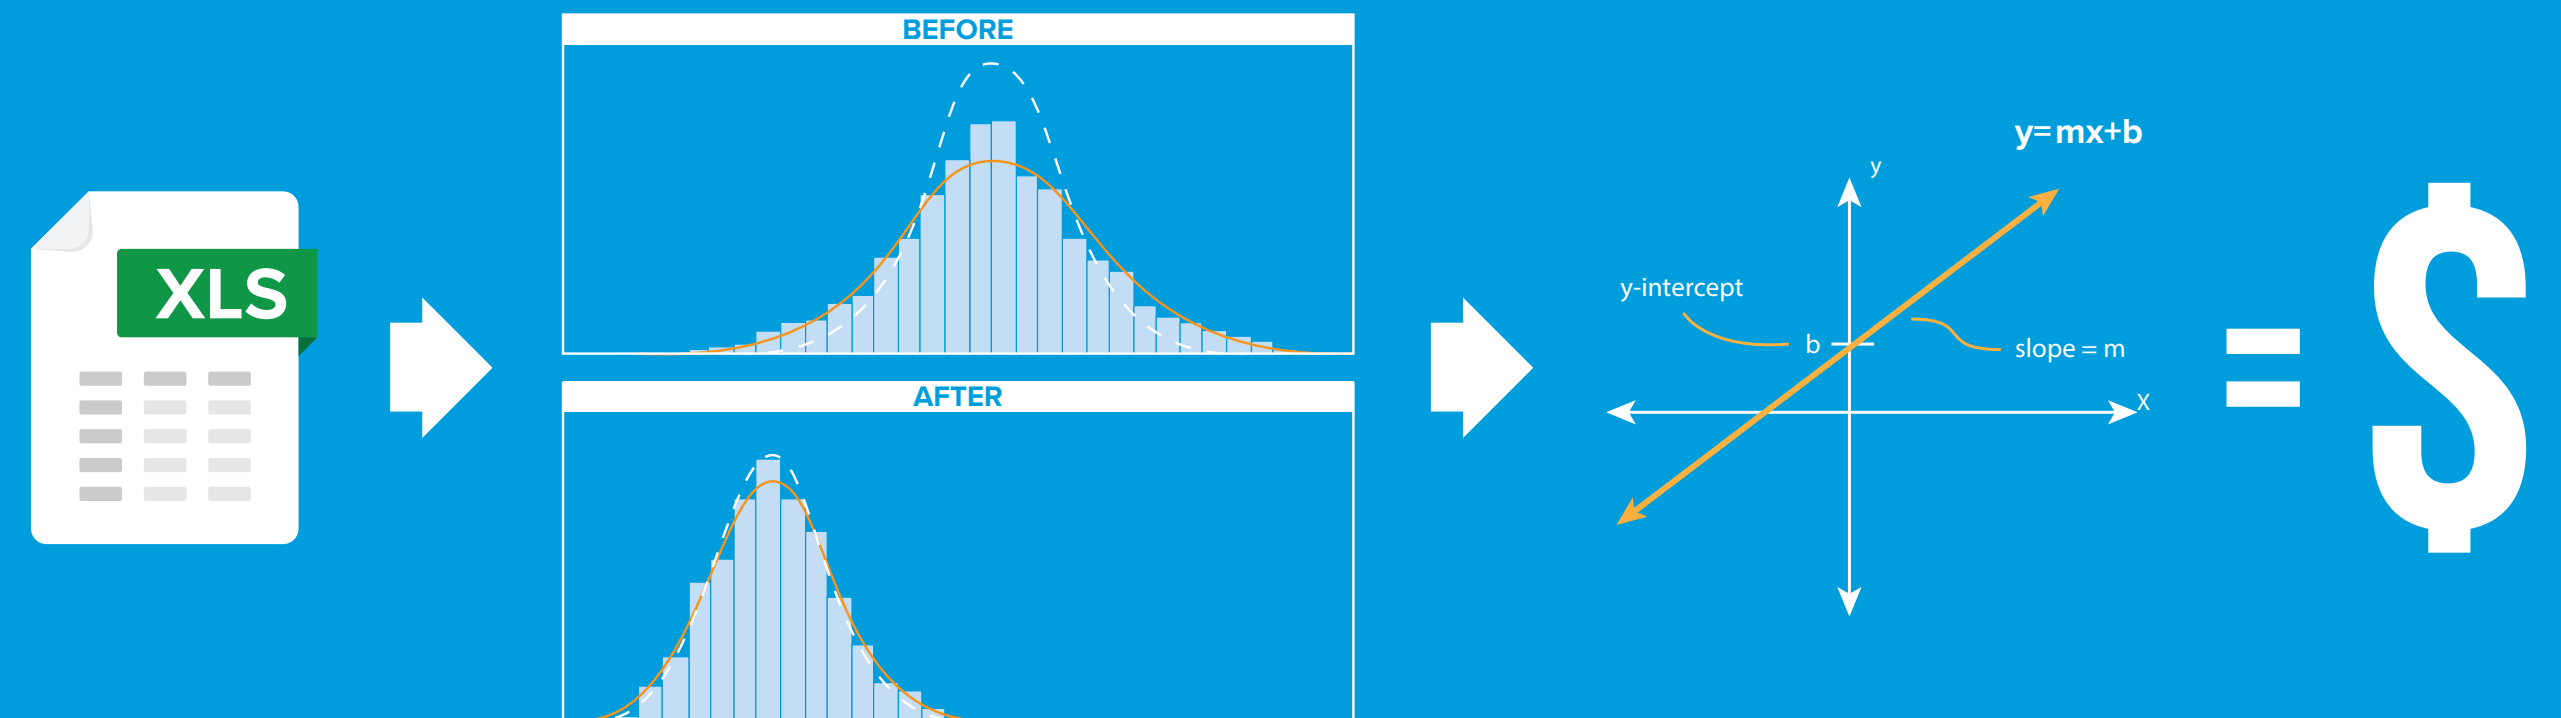 XLS
BEFORE
AFTER
y=mx+b
y
y-intercept
b
slope = m
X
=
$